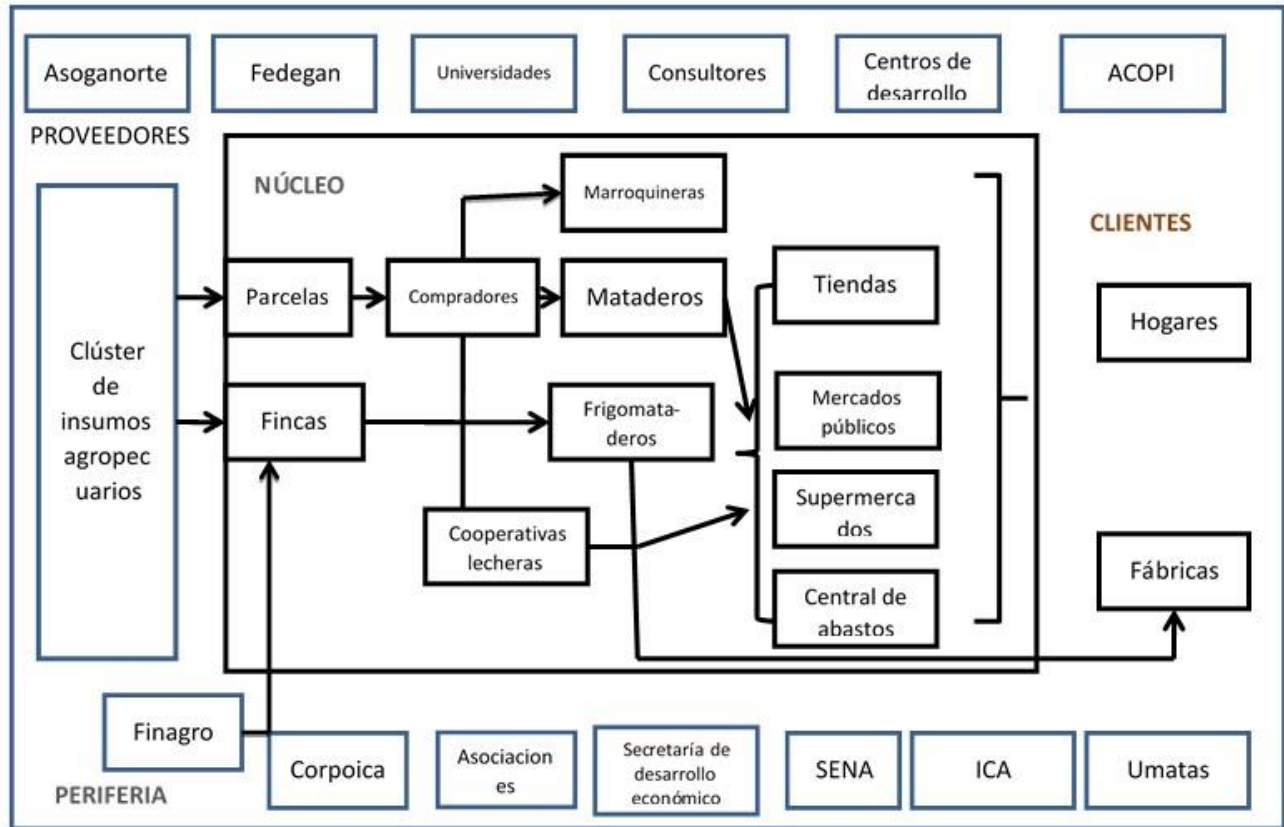 Asoganorte
Fedegan
Universidades
Consultores
Centros de
desarrollo
ACOPI
PROVEEDORES
NÚCLEO
Marroquineras
CLIENTES
Parcelas
Compradores
Mataderos
Tiendas
Hogares
Clúster
de
insumos
agropec
uarios
Fincas
Frigomata-
deros
Mercados
públicos
Cooperativas
lecheras
Supermerca
dos
Fábricas
Central de
abastos
Finagro
Corpoica
Asociacion
es
Secretaría de
desarrollo
económico
SENA
ICA
Umatas
PERIFERIA